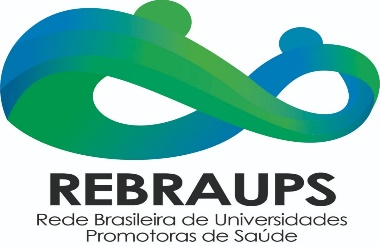 REBRAUPS
Rede Brasileira de Universidades
Promotoras de Saúde